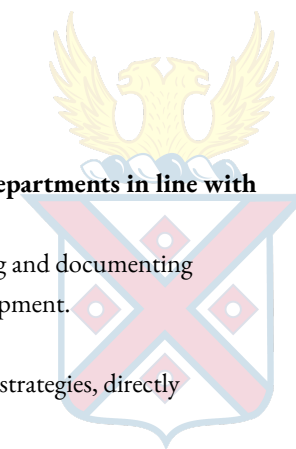 epartments in line with
g and documenting
pment.
strategies, directly